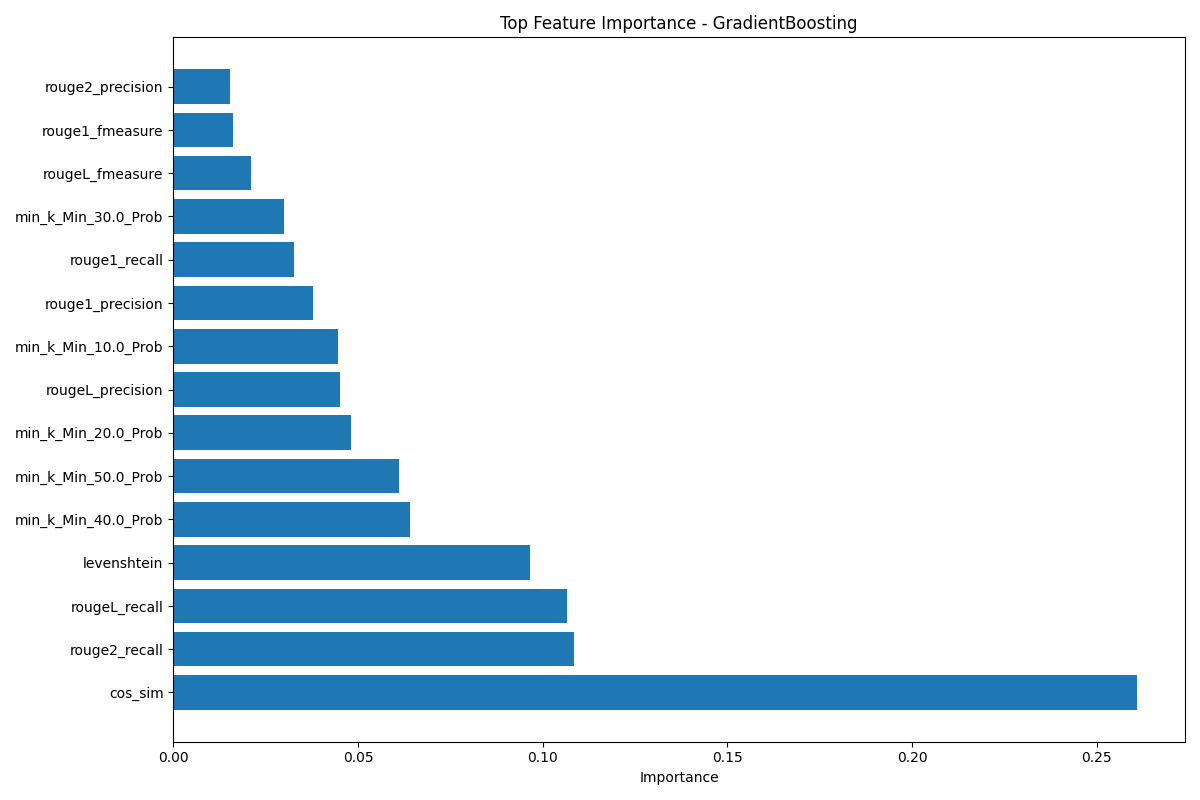 Top Feature Importance - GradientBoosting
rouge2_precision
rouge1_fmeasure
rougeL_fmeasure
min_k_Min_30.0_Prob
rouge1_recall
rouge1_precision
min_k_Min_10.0_Prob
rougeL_precision
min_k_Min_20.0_Prob
min_k_Min_50.0_Prob
min_k_Min_40.0_Prob
levenshtein
rougeL_recall
rouge2_recall
cos_sim
0.00 0.05 0.10 0.15 0.20 0.25
Importance